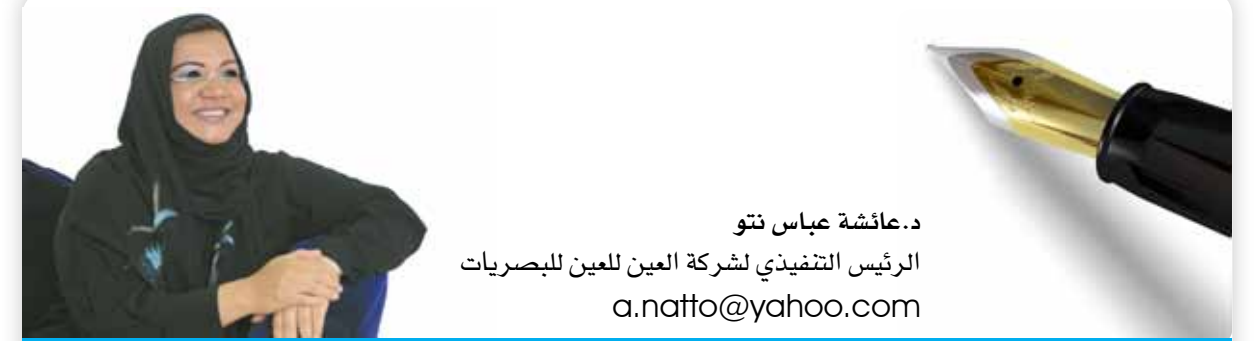 د.عائشة عباس نتو
الرئيس التنفيذي لشركة العين للعين للبصريات
a.natto@yahoo.com